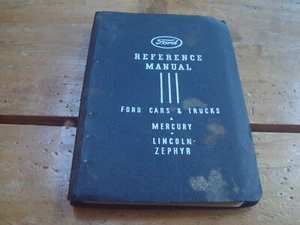 Ford
REFERENCE
MANUAL
FORD CARS & TRUCKS
MERCURY
LINCOLN-
ZEPHYR